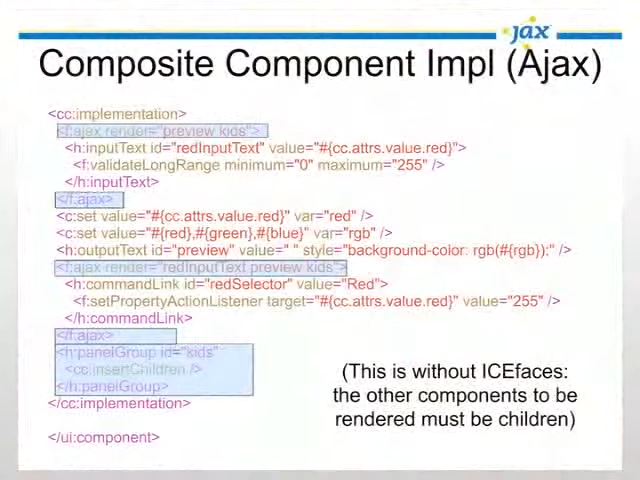 jax
Composite Component Impl (Ajax)
<cc:implementation>
<f:ajax render="preview kids">
<h:inputText id="redInputText" value="#{cc.attrs.value.red}">
<f:validateLongRange minimum="0" maximum="255" />
</h:inputText>
</f:ajax>
<c:set value="#{cc.attrs.value.red}" var="red" />
<c:set value="#{red},#{green},#{blue}" var="rgb" />
<h:outputText id="preview" value=" " style="background-color: rgb(#{rgb});" />
<f:ajax render="redInputText preview kids">
<h:commandLink id="redSelector" value="Red">
<f:setPropertyActionListener target="#{cc.attrs.value.red}" value="255" />
</h:commandLink>
</f:ajax>
<h:panelGroup id="kids"
<cc:insertChildren />
</h:panelGroup>
</cc:implementation>
</ui:component>
(This is without ICEfaces:
the other components to be
rendered must be children)